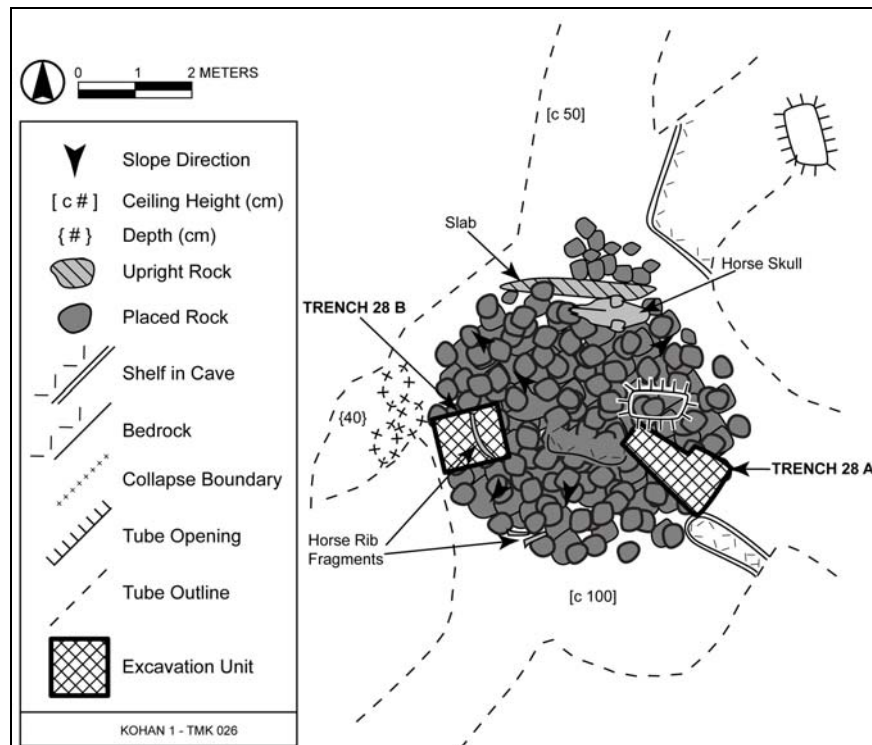 0 1 2 METERS
Slope Direction
[ c # ] Ceiling Height (cm)
{ # } Depth (cm)
Upright Rock
Placed Rock
Shelf in Cave
Bedrock
Collapse Boundary
Tube Opening
Tube Outline
Excavation Unit
KOHAN 1 - TMK 026
[c 50]
Slab
Horse Skull
TRENCH 28 B
{40}
TRENCH 28 A
Horse Rib
Fragments
[c 100]